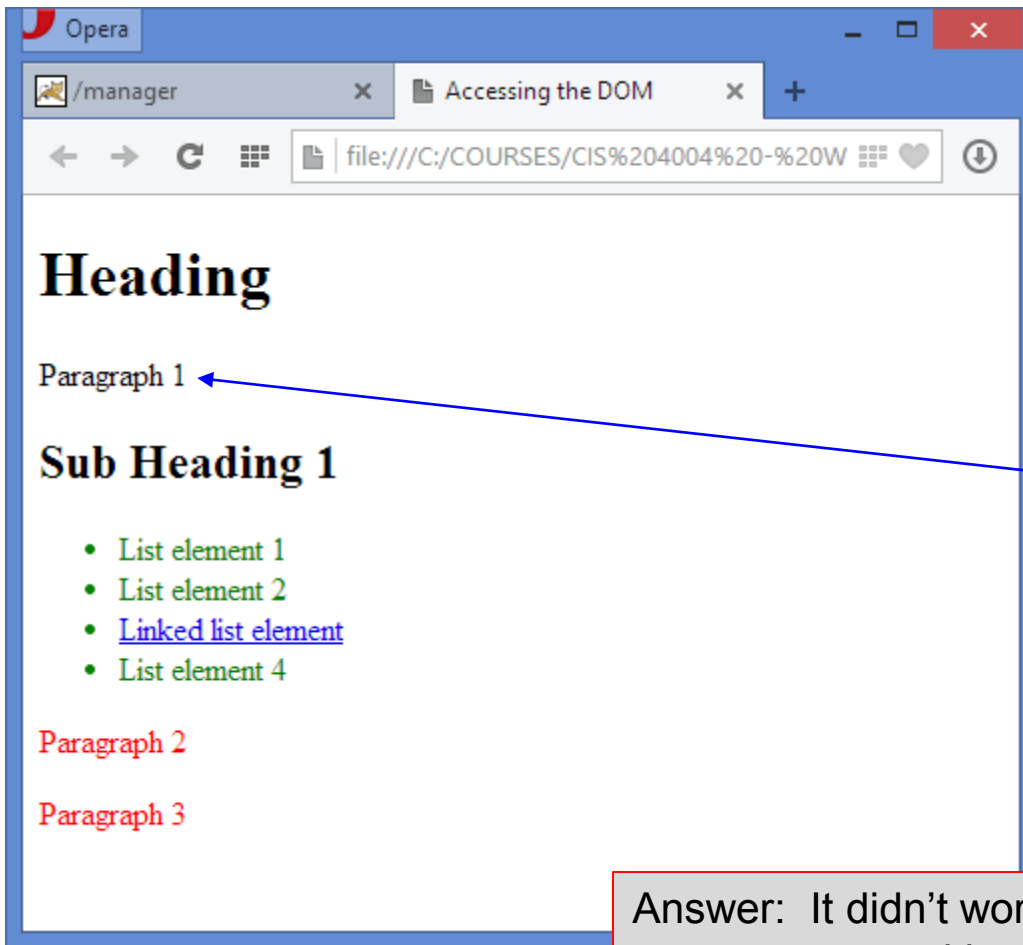 Opera
/manager
Accessing the DOM
file:///C:/COURSES/CIS%204004%20-%20W
Heading
Paragraph 1
Sub Heading 1
• List element 1
• List element 2
• Linked list element
• List element 4
Paragraph 2
Paragraph 3
Answer: It didn’t